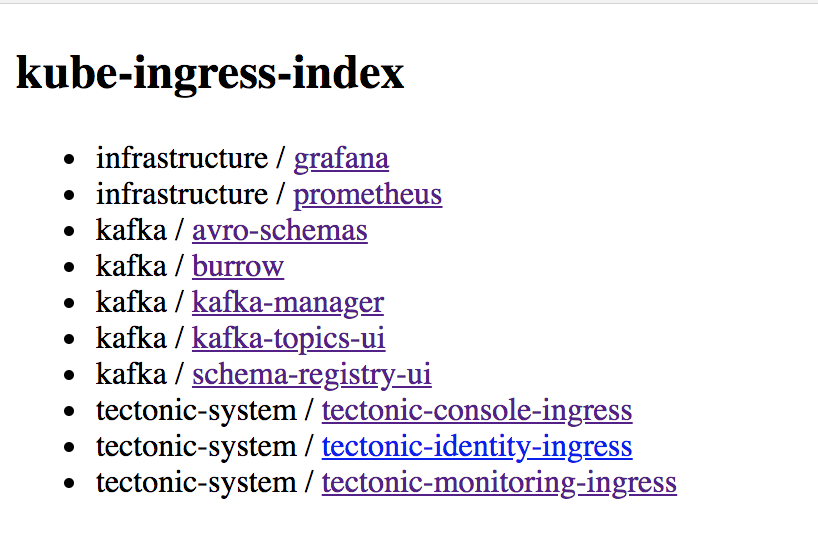 kube-ingress-index
infrastructure / grafana
infrastructure / prometheus
kafka / avro-schemas
kafka / burrow
kafka / kafka-manager
kafka / kafka-topics-ui
kafka / schema-registry-ui
tectonic-system / tectonic-console-ingress
tectonic-system / tectonic-identity-ingress
tectonic-system / tectonic-monitoring-ingress